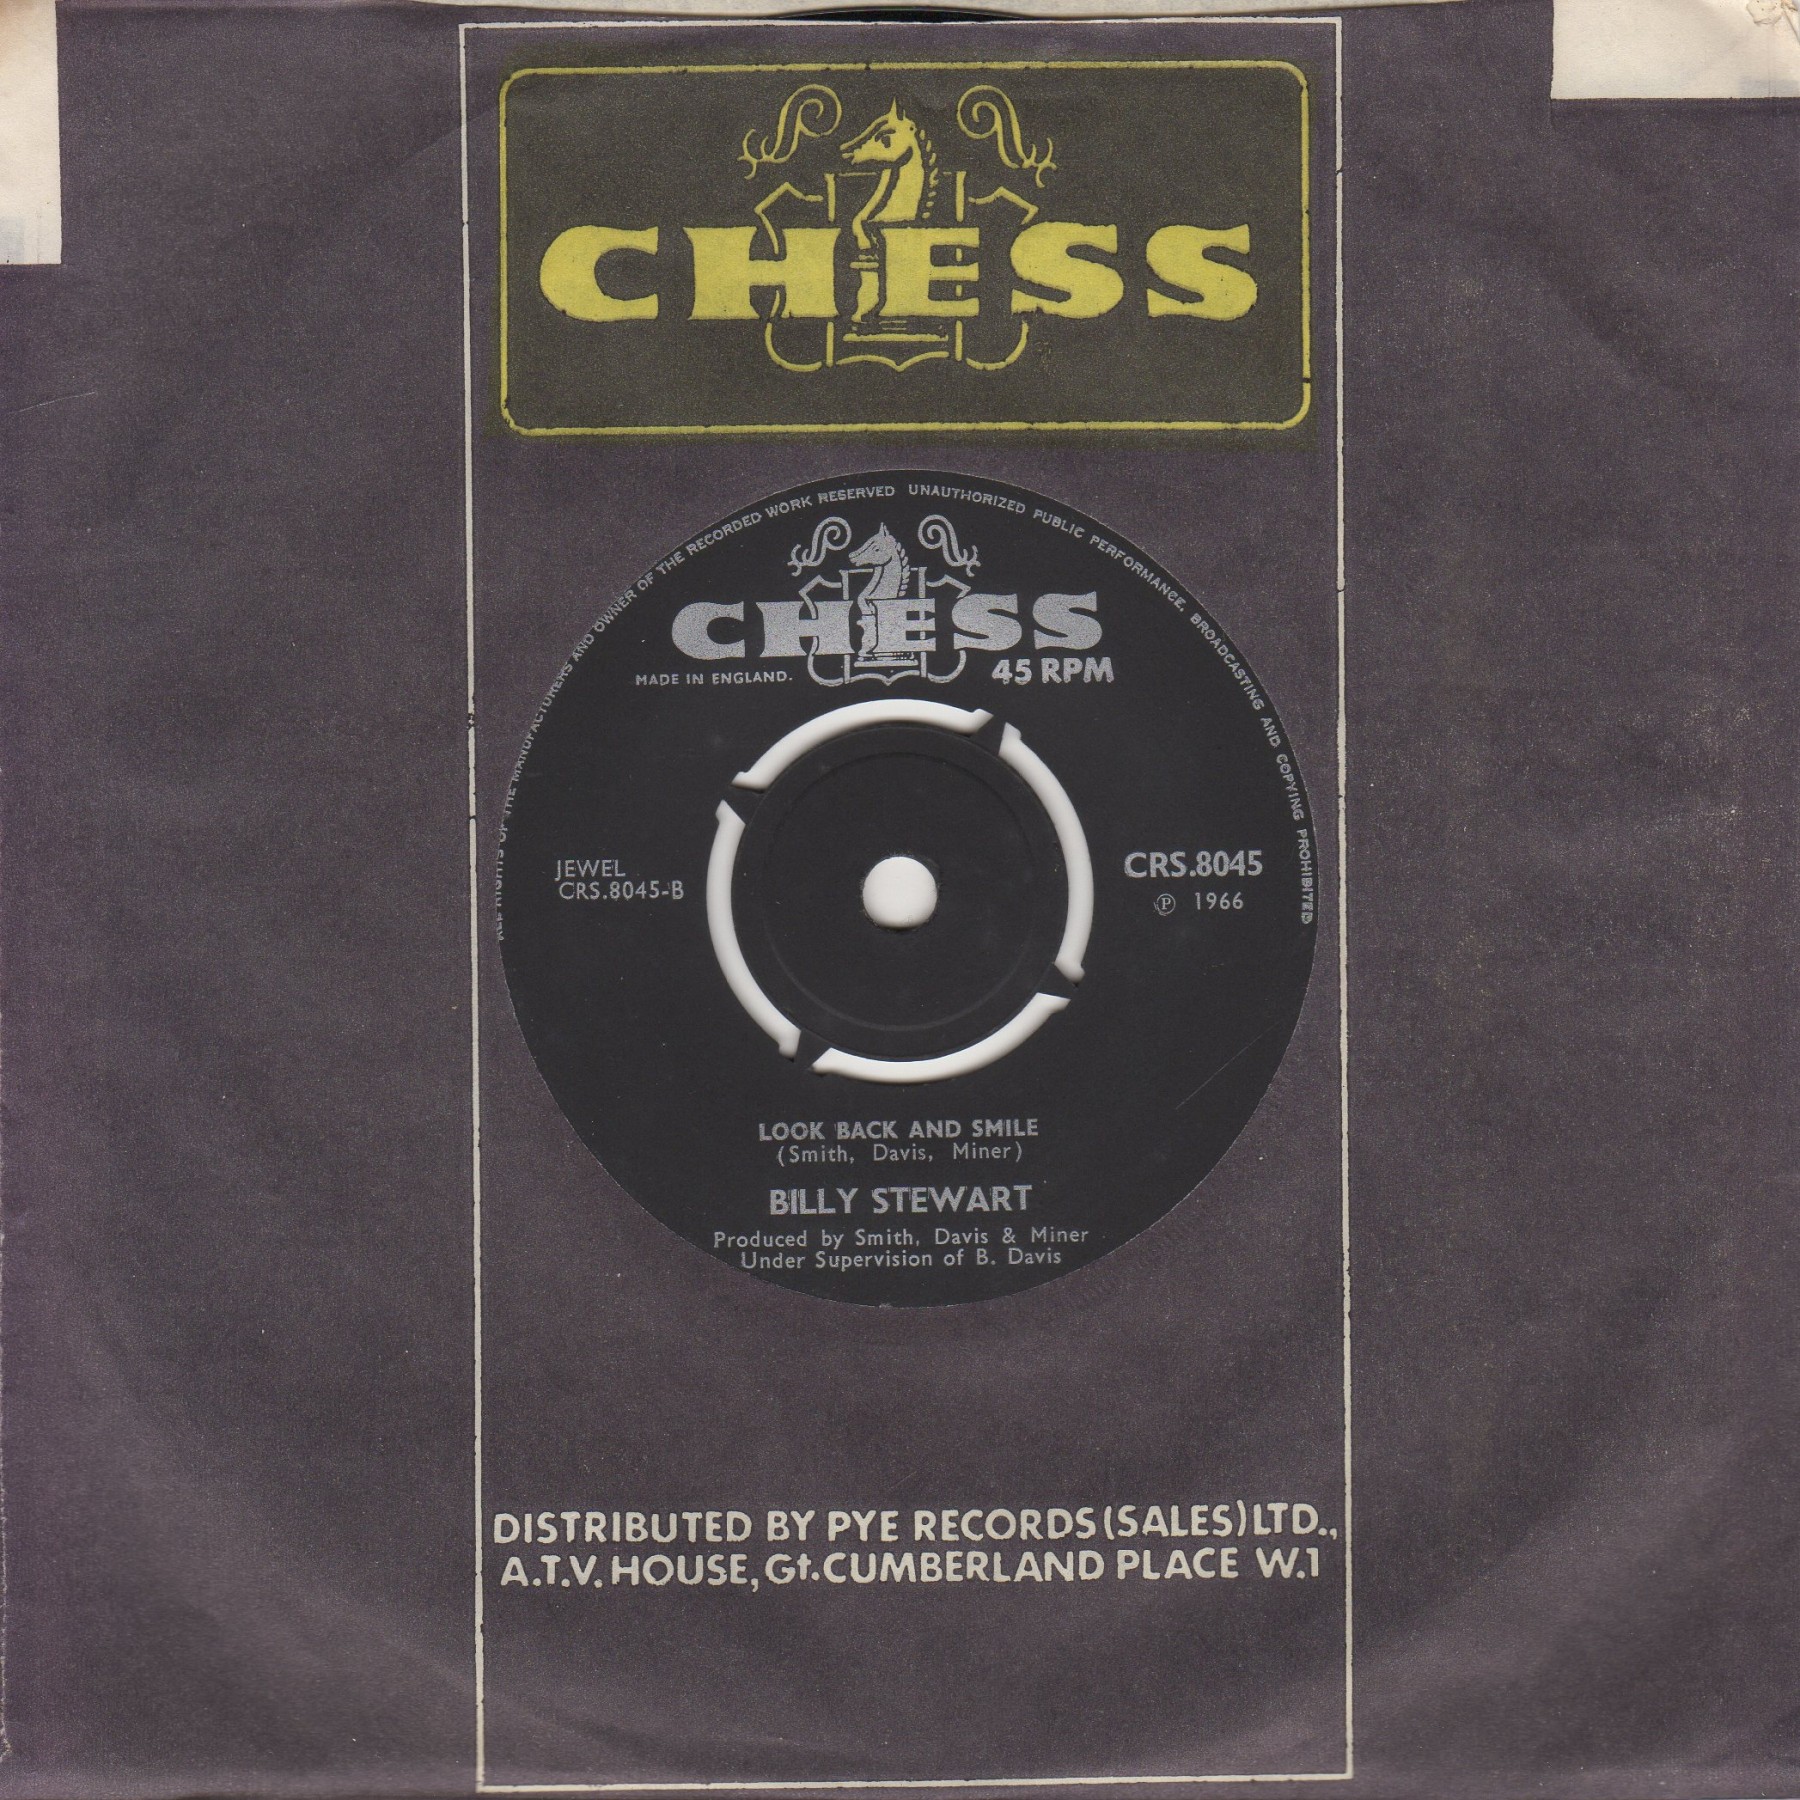 CHESS
ALL RIGHTS OF THE MANUFACTURERS AND OWNER OF THE RECORDED WORK RESERVED UNAUTHORIZED PUBLIC PERFORMANCE, BROADCASTING AND COPYING PROHIBITED
CHESS
MADE IN ENGLAND. 45 RPM
JEWEL
CRS.8045-B
CRS.8045
℗ 1966
LOOK BACK AND SMILE
(Smith, Davis, Miner)
BILLY STEWART
Produced by Smith, Davis & Miner
Under Supervision of B. Davis
DISTRIBUTED BY PYE RECORDS (SALES) LTD.,
A.T.V. HOUSE, Gt. CUMBERLAND PLACE W.1